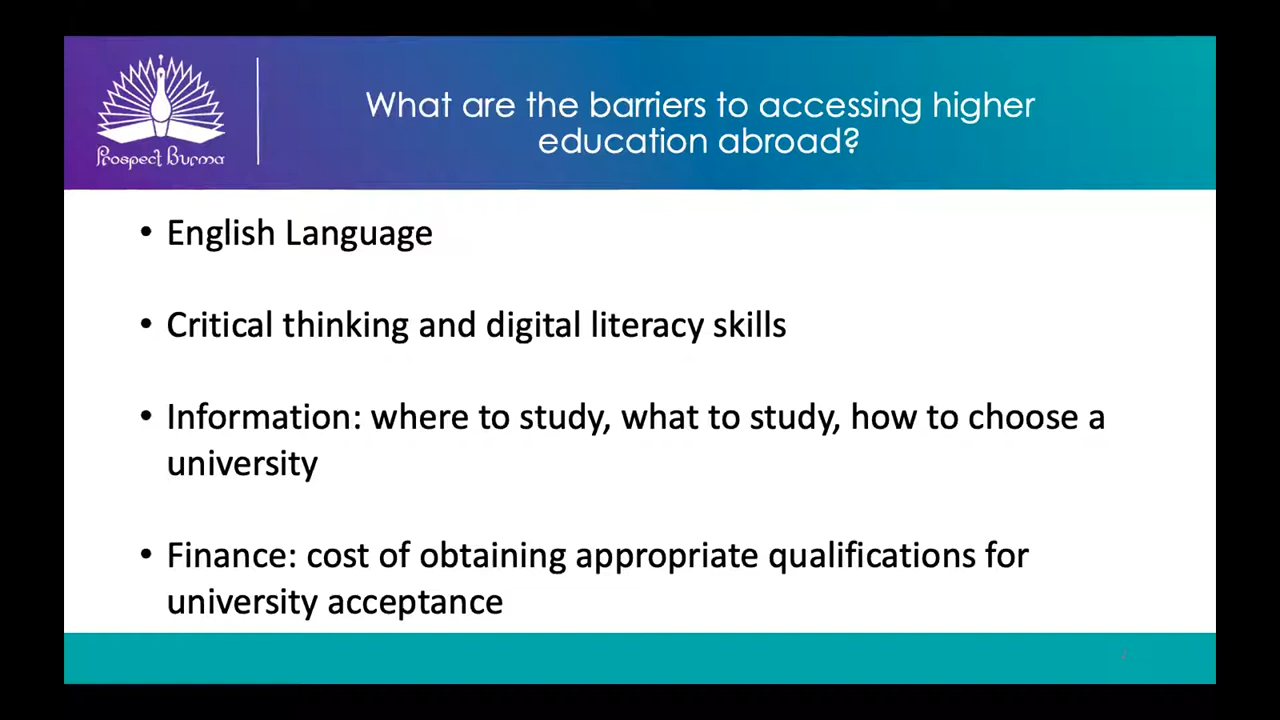 Prospect Burma
What are the barriers to accessing higher
education abroad?
• English Language
• Critical thinking and digital literacy skills
• Information: where to study, what to study, how to choose a
university
• Finance: cost of obtaining appropriate qualifications for
university acceptance